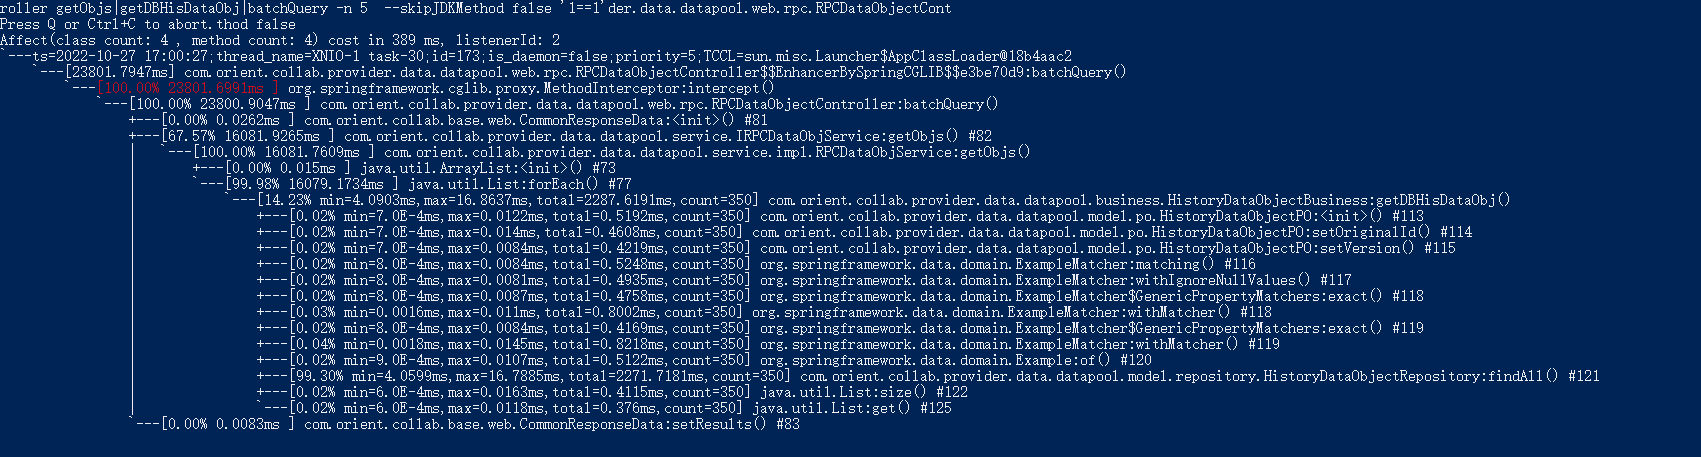 roller getObjs|getDBHisDataObj|batchQuery -n 5  --skipJDKMethod false '1==1'der.data.datapool.web.rpc.RPCDataObjectCont
Press Q or Ctrl+C to abort.thod false
Affect(class count: 4 , method count: 4) cost in 389 ms, listenerId: 2
`---ts=2022-10-27 17:00:27;thread_name=XNIO-1 task-30;id=173;is_daemon=false;priority=5;TCCL=sun.misc.Launcher$AppClassLoader@18b4aac2
    `---[23801.7947ms] com.orient.collab.provider.data.datapool.web.rpc.RPCDataObjectController$$EnhancerBySpringCGLIB$$e3be70d9:batchQuery()
        `---[100.00% 23801.6991ms ] org.springframework.cglib.proxy.MethodInterceptor:intercept()
            `---[100.00% 23800.9047ms ] com.orient.collab.provider.data.datapool.web.rpc.RPCDataObjectController:batchQuery()
                +---[0.00% 0.0262ms ] com.orient.collab.base.web.CommonResponseData:<init>() #81
                +---[67.57% 16081.9265ms ] com.orient.collab.provider.data.datapool.service.IRPCDataObjService:getObjs() #82
                |   `---[100.00% 16081.7609ms ] com.orient.collab.provider.data.datapool.service.impl.RPCDataObjService:getObjs()
                |       +---[0.00% 0.015ms ] java.util.ArrayList:<init>() #73
                |       `---[99.98% 16079.1734ms ] java.util.List:forEach() #77
                |           `---[14.23% min=4.0903ms,max=16.8637ms,total=2287.6191ms,count=350] com.orient.collab.provider.data.datapool.business.HistoryDataObjectBusiness:getDBHisDataObj()
                |               +---[0.02% min=7.0E-4ms,max=0.0122ms,total=0.5192ms,count=350] com.orient.collab.provider.data.datapool.model.po.HistoryDataObjectPO:<init>() #113
                |               +---[0.02% min=7.0E-4ms,max=0.014ms,total=0.4608ms,count=350] com.orient.collab.provider.data.datapool.model.po.HistoryDataObjectPO:setOriginalId() #114
                |               +---[0.02% min=7.0E-4ms,max=0.0084ms,total=0.4219ms,count=350] com.orient.collab.provider.data.datapool.model.po.HistoryDataObjectPO:setVersion() #115
                |               +---[0.02% min=8.0E-4ms,max=0.0084ms,total=0.5248ms,count=350] org.springframework.data.domain.ExampleMatcher:matching() #116
                |               +---[0.02% min=8.0E-4ms,max=0.0081ms,total=0.4935ms,count=350] org.springframework.data.domain.ExampleMatcher:withIgnoreNullValues() #117
                |               +---[0.02% min=8.0E-4ms,max=0.0087ms,total=0.4758ms,count=350] org.springframework.data.domain.ExampleMatcher$GenericPropertyMatchers:exact() #118
                |               +---[0.03% min=0.0016ms,max=0.011ms,total=0.8002ms,count=350] org.springframework.data.domain.ExampleMatcher:withMatcher() #118
                |               +---[0.02% min=8.0E-4ms,max=0.0084ms,total=0.4169ms,count=350] org.springframework.data.domain.ExampleMatcher$GenericPropertyMatchers:exact() #119
                |               +---[0.04% min=0.0018ms,max=0.0145ms,total=0.8218ms,count=350] org.springframework.data.domain.ExampleMatcher:withMatcher() #119
                |               +---[0.02% min=9.0E-4ms,max=0.0107ms,total=0.5122ms,count=350] org.springframework.data.domain.Example:of() #120
                |               +---[99.30% min=4.0599ms,max=16.7885ms,total=2271.7181ms,count=350] com.orient.collab.provider.data.datapool.model.repository.HistoryDataObjectRepository:findAll() #121
                |               +---[0.02% min=6.0E-4ms,max=0.0163ms,total=0.4115ms,count=350] java.util.List:size() #122
                |               `---[0.02% min=6.0E-4ms,max=0.0118ms,total=0.376ms,count=350] java.util.List:get() #125
                `---[0.00% 0.0083ms ] com.orient.collab.base.web.CommonResponseData:setResults() #83